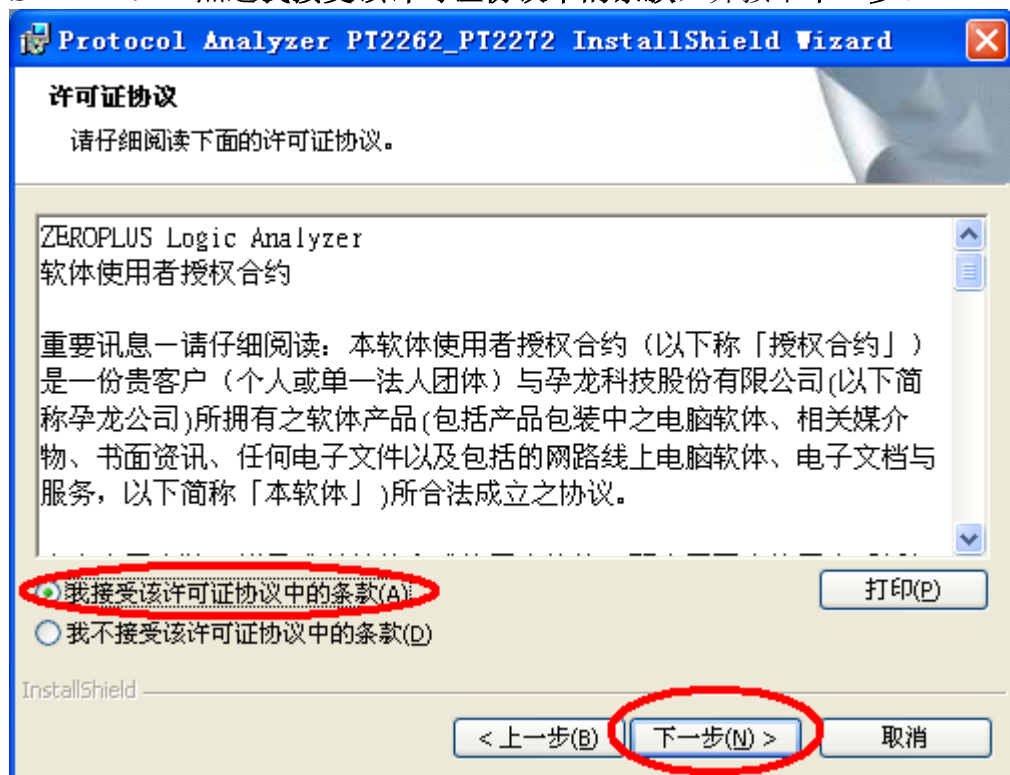 Protocol Analyzer PT2262_PT2272 InstallShield Wizard
许可证协议
请仔细阅读下面的许可证协议。
ZEROPLUS Logic Analyzer
软体使用者授权合约
重要讯息一请仔细阅读：本软体使用者授权合约（以下称「授权合约」）
是一份贵客户（个人或单一法人团体）与孕龙科技股份有限公司(以下简
称孕龙公司)所拥有之软体产品(包括产品包装中之电脑软体、相关媒介
物、书面资讯、任何电子文件以及包括的网路线上电脑软体、电子文档与
服务，以下简称「本软体」)所合法成立之协议。
我接受该许可证协议中的条款(A)
打印(P)
我不接受该许可证协议中的条款(D)
InstallShield
< 上一步(B)
下一步(N) >
取消